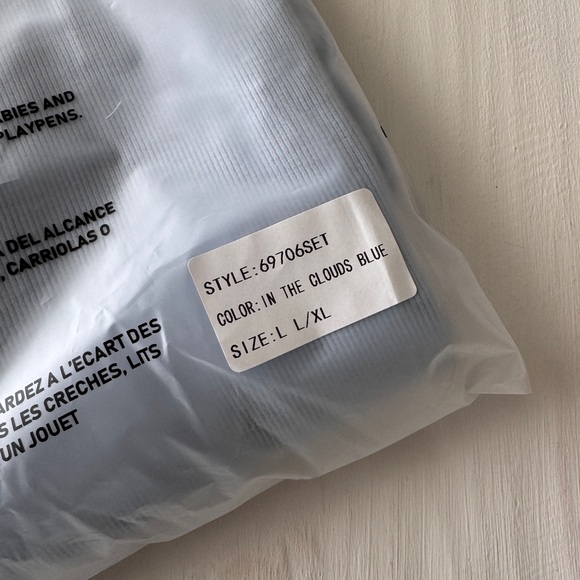 BIES AND
PLAYPENS.
DEL ALCANCE
, CARRIOLAS O
ARDEZ A L'ECART DES
S LES CRECHES, LITS
UN JOUET
STYLE:69706SET
COLOR:IN THE CLOUDS BLUE
SIZE:L L/XL